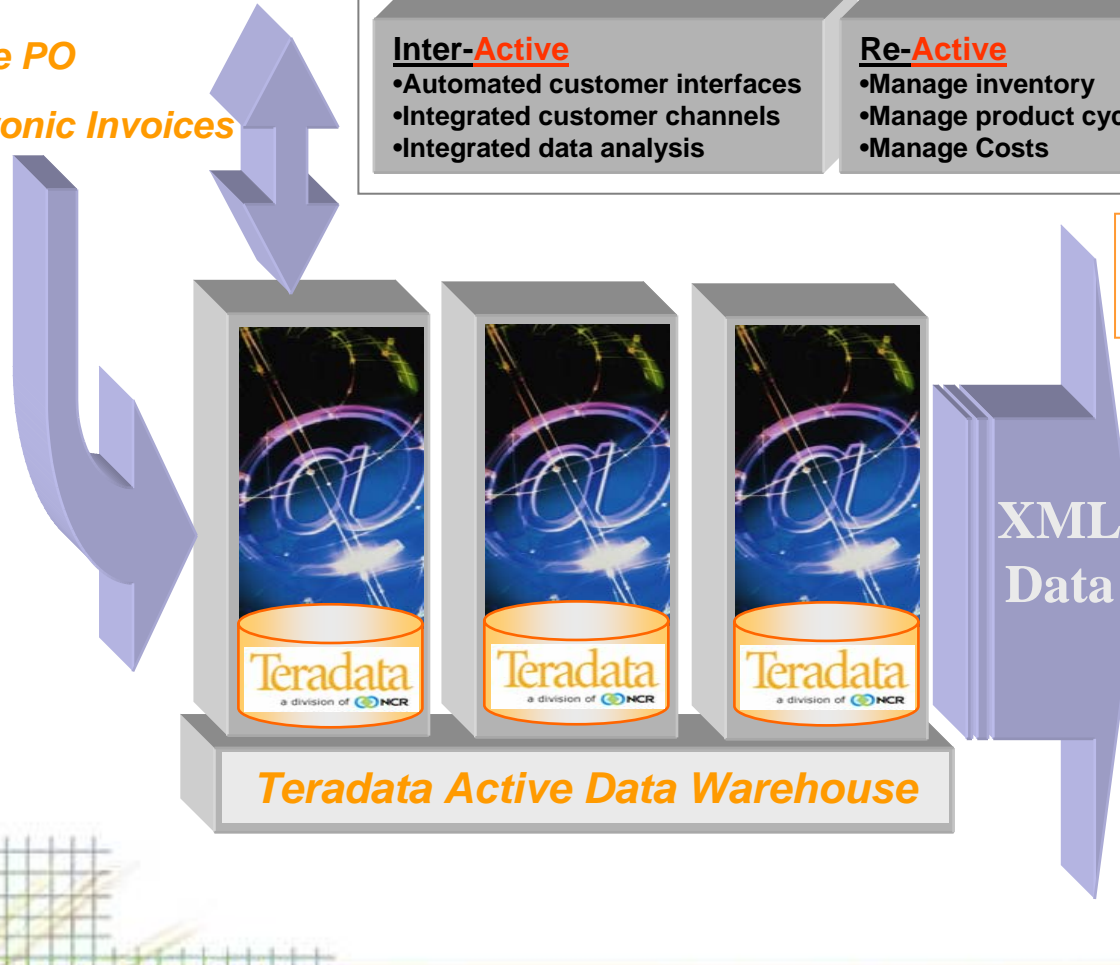 PO
Invoices
Inter-Active
•Automated customer interfaces
•Integrated customer channels
•Integrated data analysis
Re-Active
•Manage inventory
•Manage product
•Manage Costs
XML
Data
Teradata
a division of NCR
Teradata
a division of NCR
Teradata
a division of NCR
Teradata Active Data Warehouse